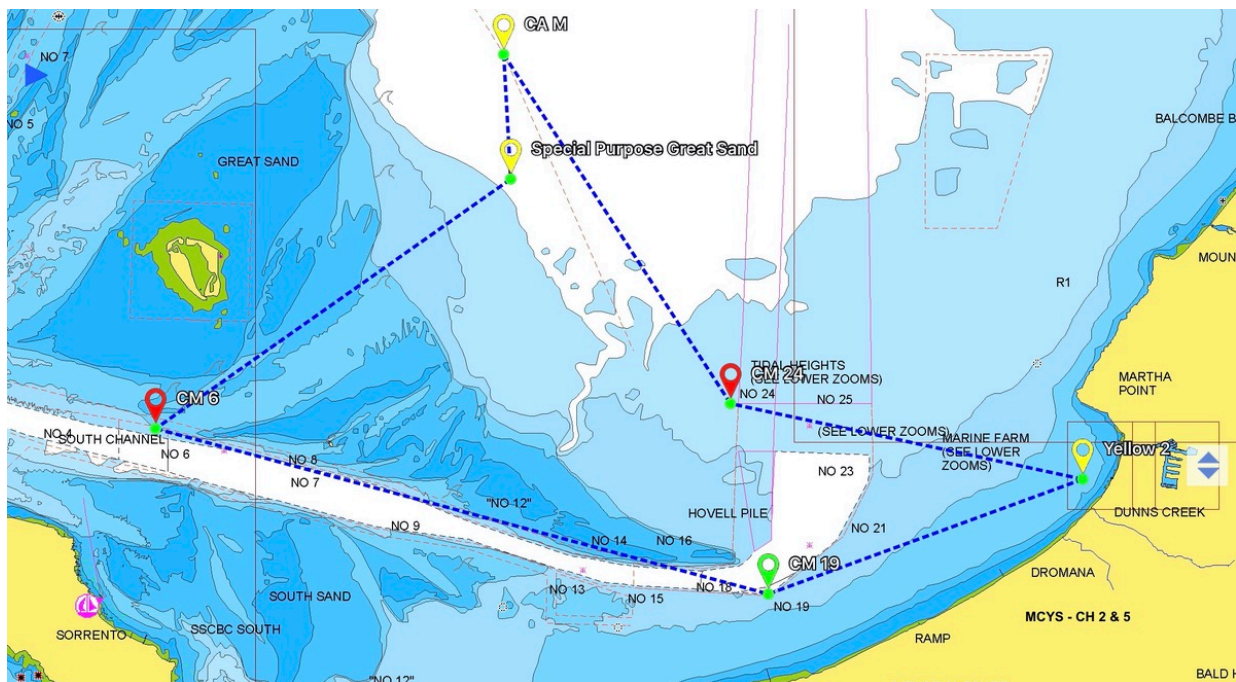 CA M
NO 7
BALCOMBE B
NO 5
Special Purpose Great Sand
GREAT SAND
MOUN
R1
TIDAL HEIGHTS
(SEE LOWER ZOOMS)
CM 24
MARTHA
POINT
CM 6
NO 24
NO 25
NO 4
SOUTH CHANNEL
(SEE LOWER ZOOMS)
MARINE FARM
(SEE LOWER
ZOOMS)
Yellow 2
NO 6
NO 8
NO 7
NO 23
"NO 12"
HOVELL PILE
DUNNS CREEK
NO 9
NO 21
NO 14
NO 16
CM 19
DROMANA
NO 13
NO 18
NO 15
NO 19
SOUTH SAND
MCYS - CH 2 & 5
SSCBC SOUTH
SORRENTO
RAMP
"NO 12"
BALD H